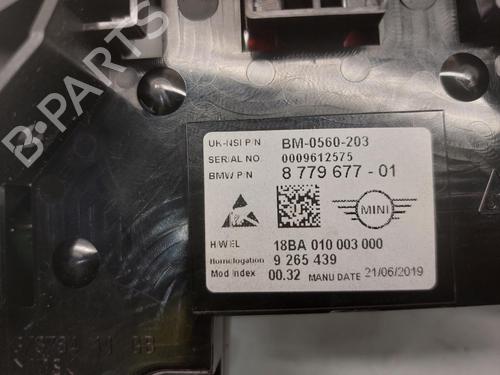 UK-NSI P/N BM-0560-203
SERIAL NO. 0009612575
BMW P/N 8 779 677 - 01
MINI
H/W EL 18BA 010 003 000
Homologation 9 265 439
Mod Index 00.32 MANU DATE 21/06/2019
B-PARTS